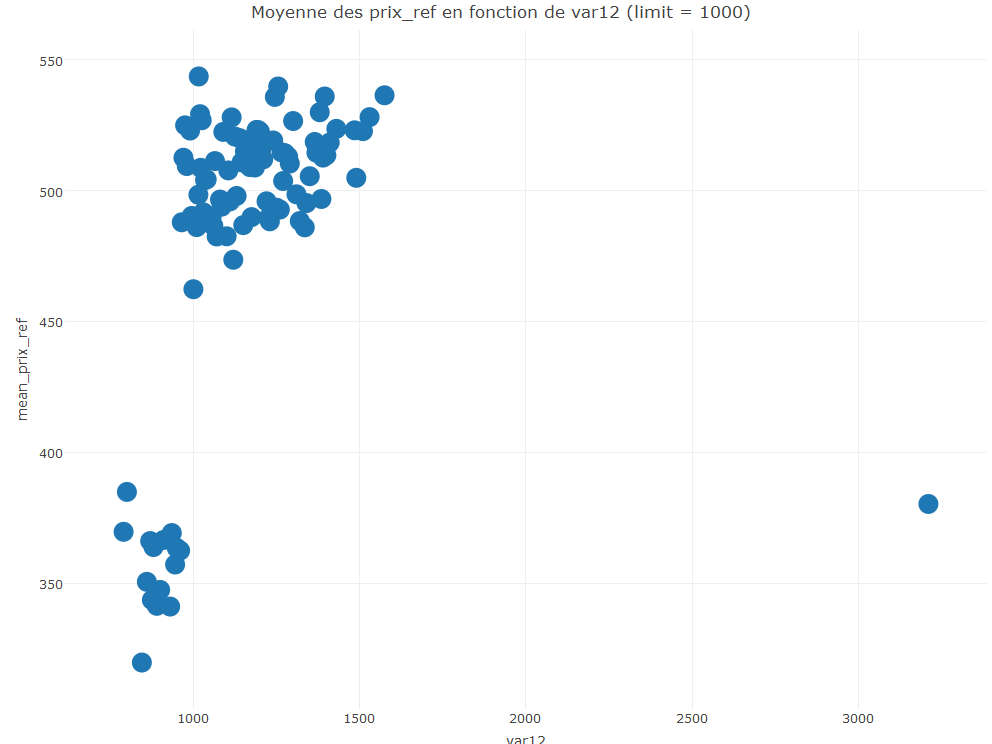 Moyenne des prix_ref en fonction de var12 (limit = 1000)
550
500
450
400
350
mean_prix_ref
1000 1500 2000 2500 3000
var12